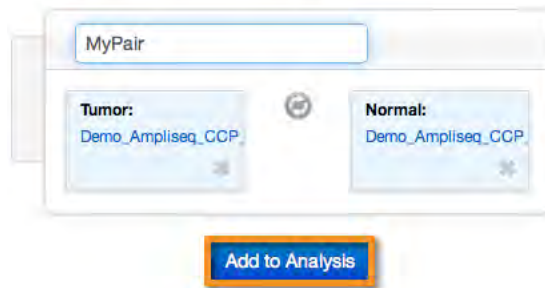 MyPair
Tumor:
Demo_Ampliseq_CCP_
Normal:
Demo_Ampliseq_CCP_
Add to Analysis